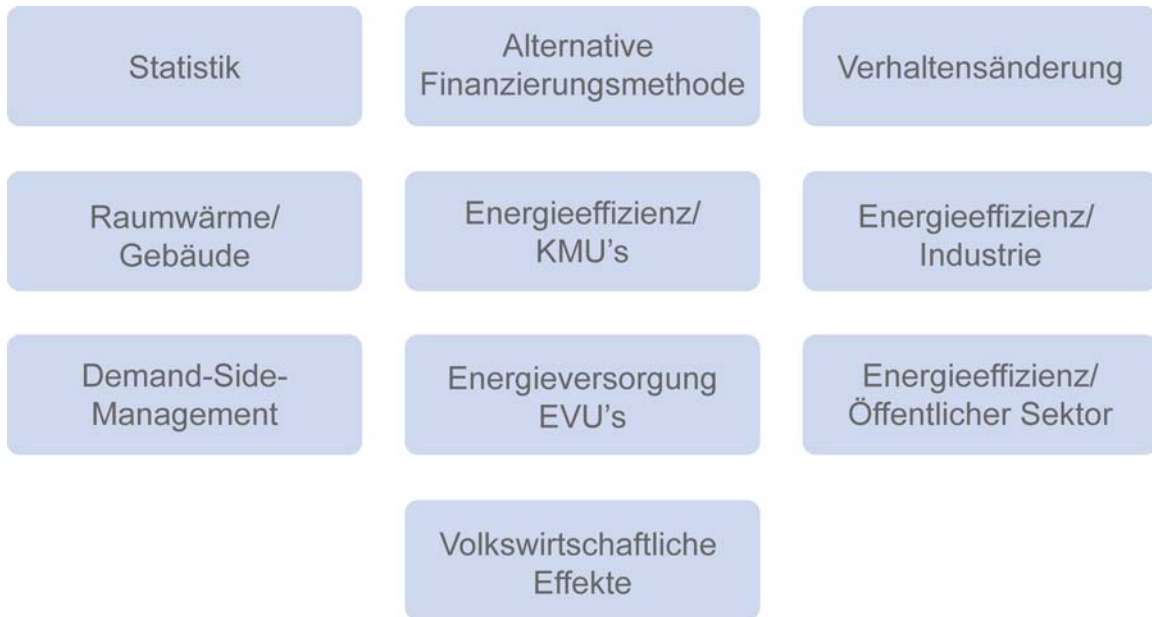 Statistik
Alternative
Finanzierungsmethode
Verhaltensänderung
Raumwärme/
Gebäude
Energieeffizienz/
KMU's
Energieeffizienz/
Industrie
Demand-Side-
Management
Energieversorgung
EVU's
Energieeffizienz/
Öffentlicher Sektor
Volkswirtschaftliche
Effekte